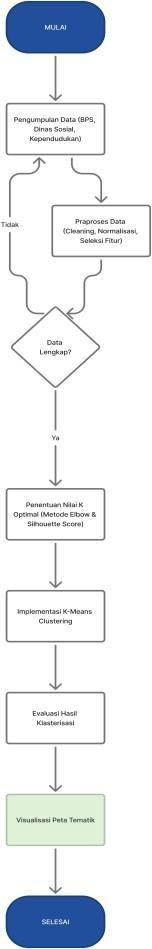 MULAI
Pengumpulan Data (BPS,
Dinas Sosial,
Kependudukan)
Praproses Data
(Cleaning, Normalisasi,
Seleksi Fitur)
Tidak
Data
Lengkap?
Ya
Penentuan Nilai K
Optimal (Metode Elbow &
Silhouette Score)
Implementasi K-Means
Clustering
Evaluasi Hasil
Klasterisasi
Visualisasi Peta Tematik
SELESAI